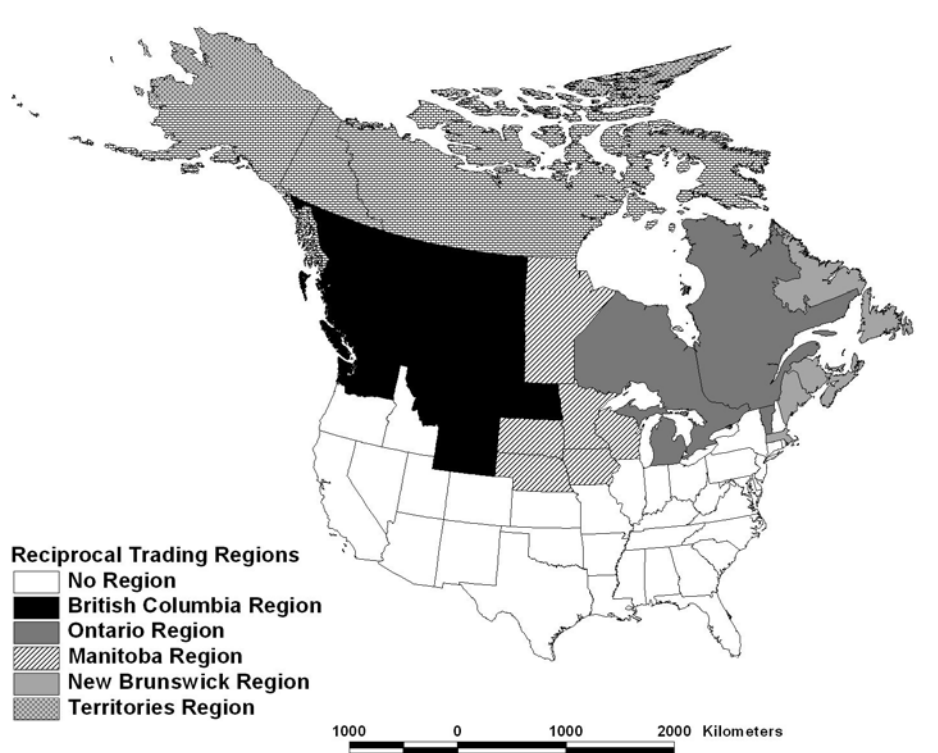 Reciprocal Trading Regions
No Region
British Columbia Region
Ontario Region
Manitoba Region
New Brunswick Region
Territories Region
1000 0 1000 2000 Kilometers